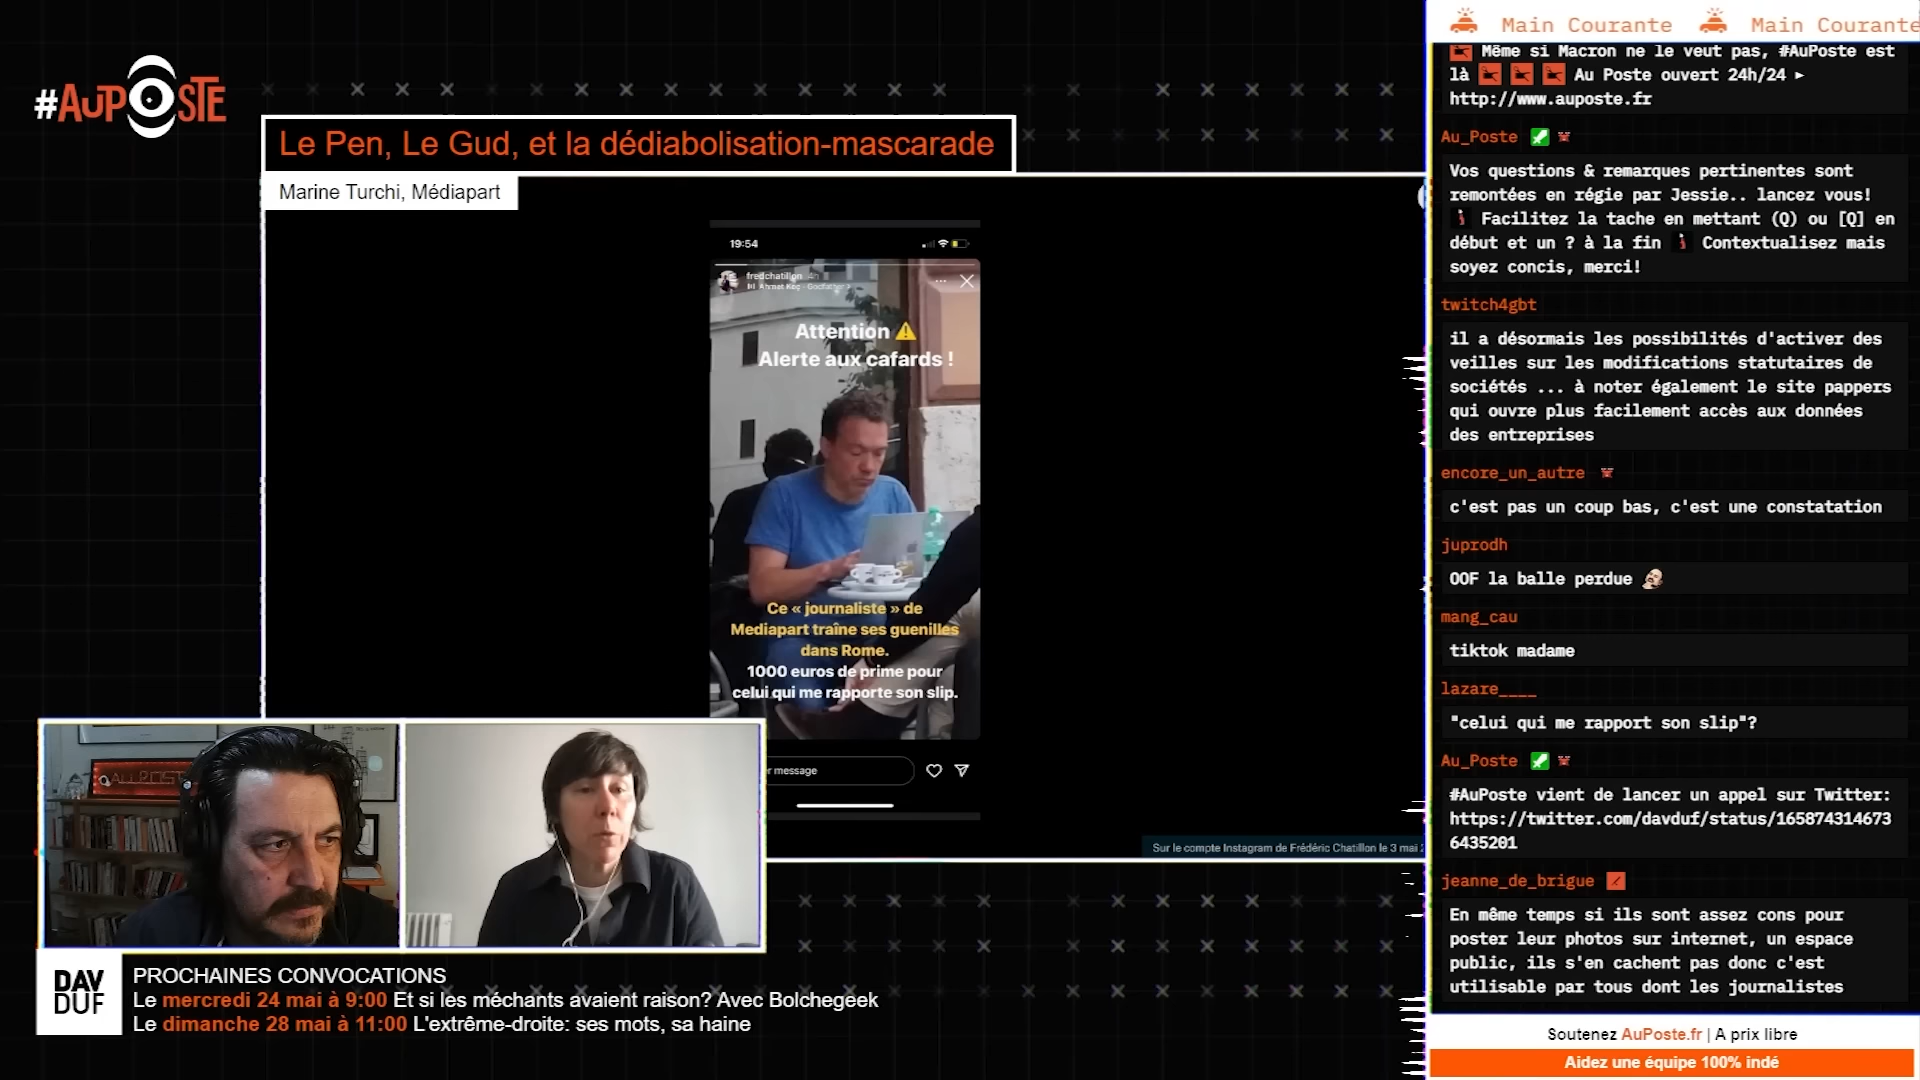 #AUPOSTE
Le Pen, Le Gud, et la dédiabolisation-mascarade
Marine Turchi, Médiapart
19:54
fredchatillon 4h
Ahmet Koç - Godfather
Attention ⚠️
Alerte aux cafards !
Ce « journaliste » de
Mediapart traîne ses guenilles
dans Rome.
1000 euros de prime pour
celui qui me rapporte son slip.
message
Sur le compte Instagram de Frédéric Chatillon le 3 mai
AU POST
DAV
DUF
PROCHAINES CONVOCATIONS
Le mercredi 24 mai à 9:00 Et si les méchants avaient raison? Avec Bolchegeek
Le dimanche 28 mai à 11:00 L'extrême-droite: ses mots, sa haine
Main Courante Main Courante
Même si Macron ne le veut pas, #AuPoste est
là Au Poste ouvert 24h/24 ►
http://www.auposte.fr
Au_Poste
Vos questions & remarques pertinentes sont
remontées en régie par Jessie.. lancez vous!
Facilitez la tache en mettant (Q) ou [Q] en
début et un ? à la fin Contextualisez mais
soyez concis, merci!
twitch4gbt
il a désormais les possibilités d'activer des
veilles sur les modifications statutaires de
sociétés ... à noter également le site pappers
qui ouvre plus facilement accès aux données
des entreprises
encore_un_autre
c'est pas un coup bas, c'est une constatation
juprodh
OOF la balle perdue
mang_cau
tiktok madame
lazare____
"celui qui me rapport son slip"?
Au_Poste
#AuPoste vient de lancer un appel sur Twitter:
https://twitter.com/davduf/status/165874314673
6435201
jeanne_de_brigue
En même temps si ils sont assez cons pour
poster leur photos sur internet, un espace
public, ils s'en cachent pas donc c'est
utilisable par tous dont les journalistes
Soutenez AuPoste.fr | A prix libre
Aidez une équipe 100% indé